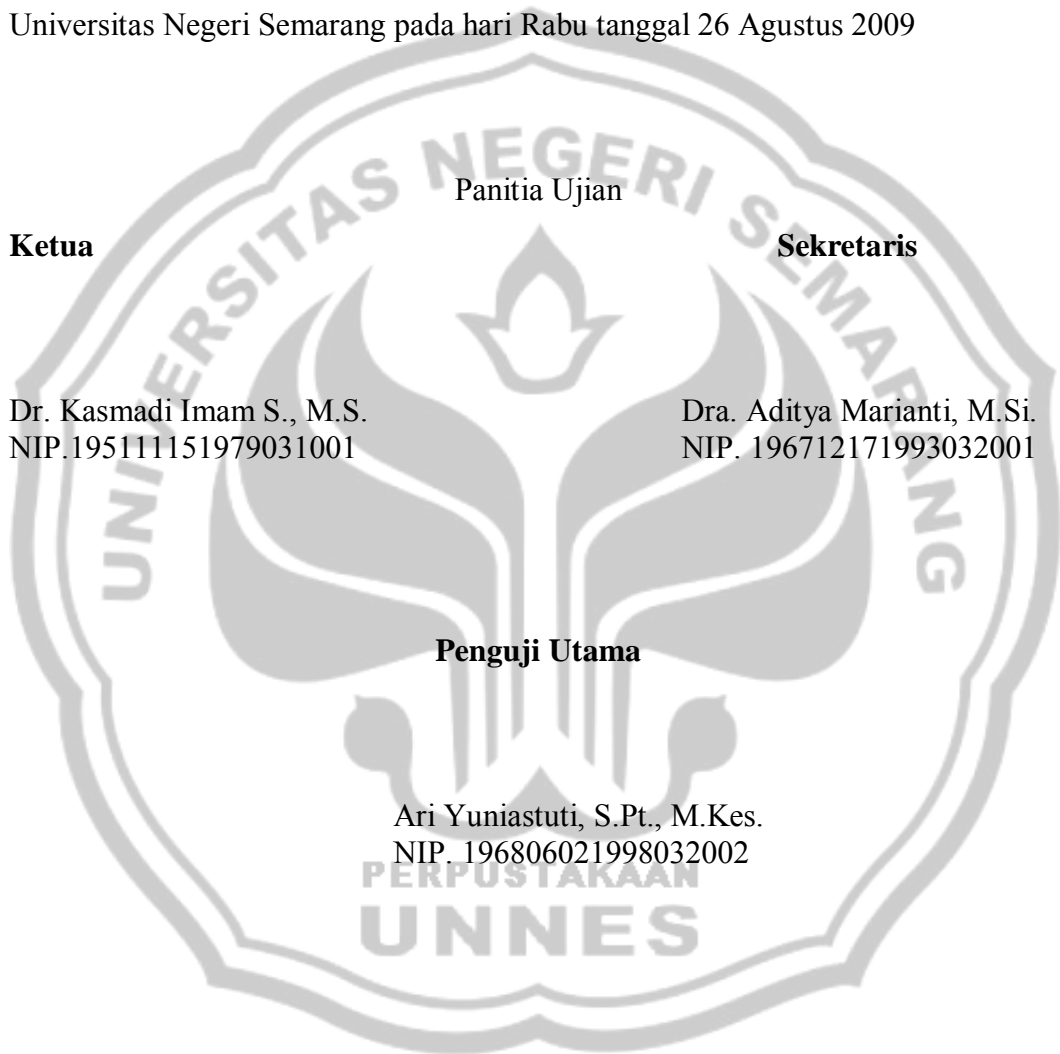 Universitas Negeri Semarang pada hari Rabu tanggal 26 Agustus 2009
UNIVERSITAS NEGERI SEMARANG
Panitia Ujian
Ketua Sekretaris
Dr. Kasmadi Imam S., M.S. Dra. Aditya Marianti, M.Si.
NIP.195111151979031001 NIP. 196712171993032001
Penguji Utama
Ari Yuniastuti, S.Pt., M.Kes.
NIP. 196806021998032002
PERPUSTAKAAN
UNNES